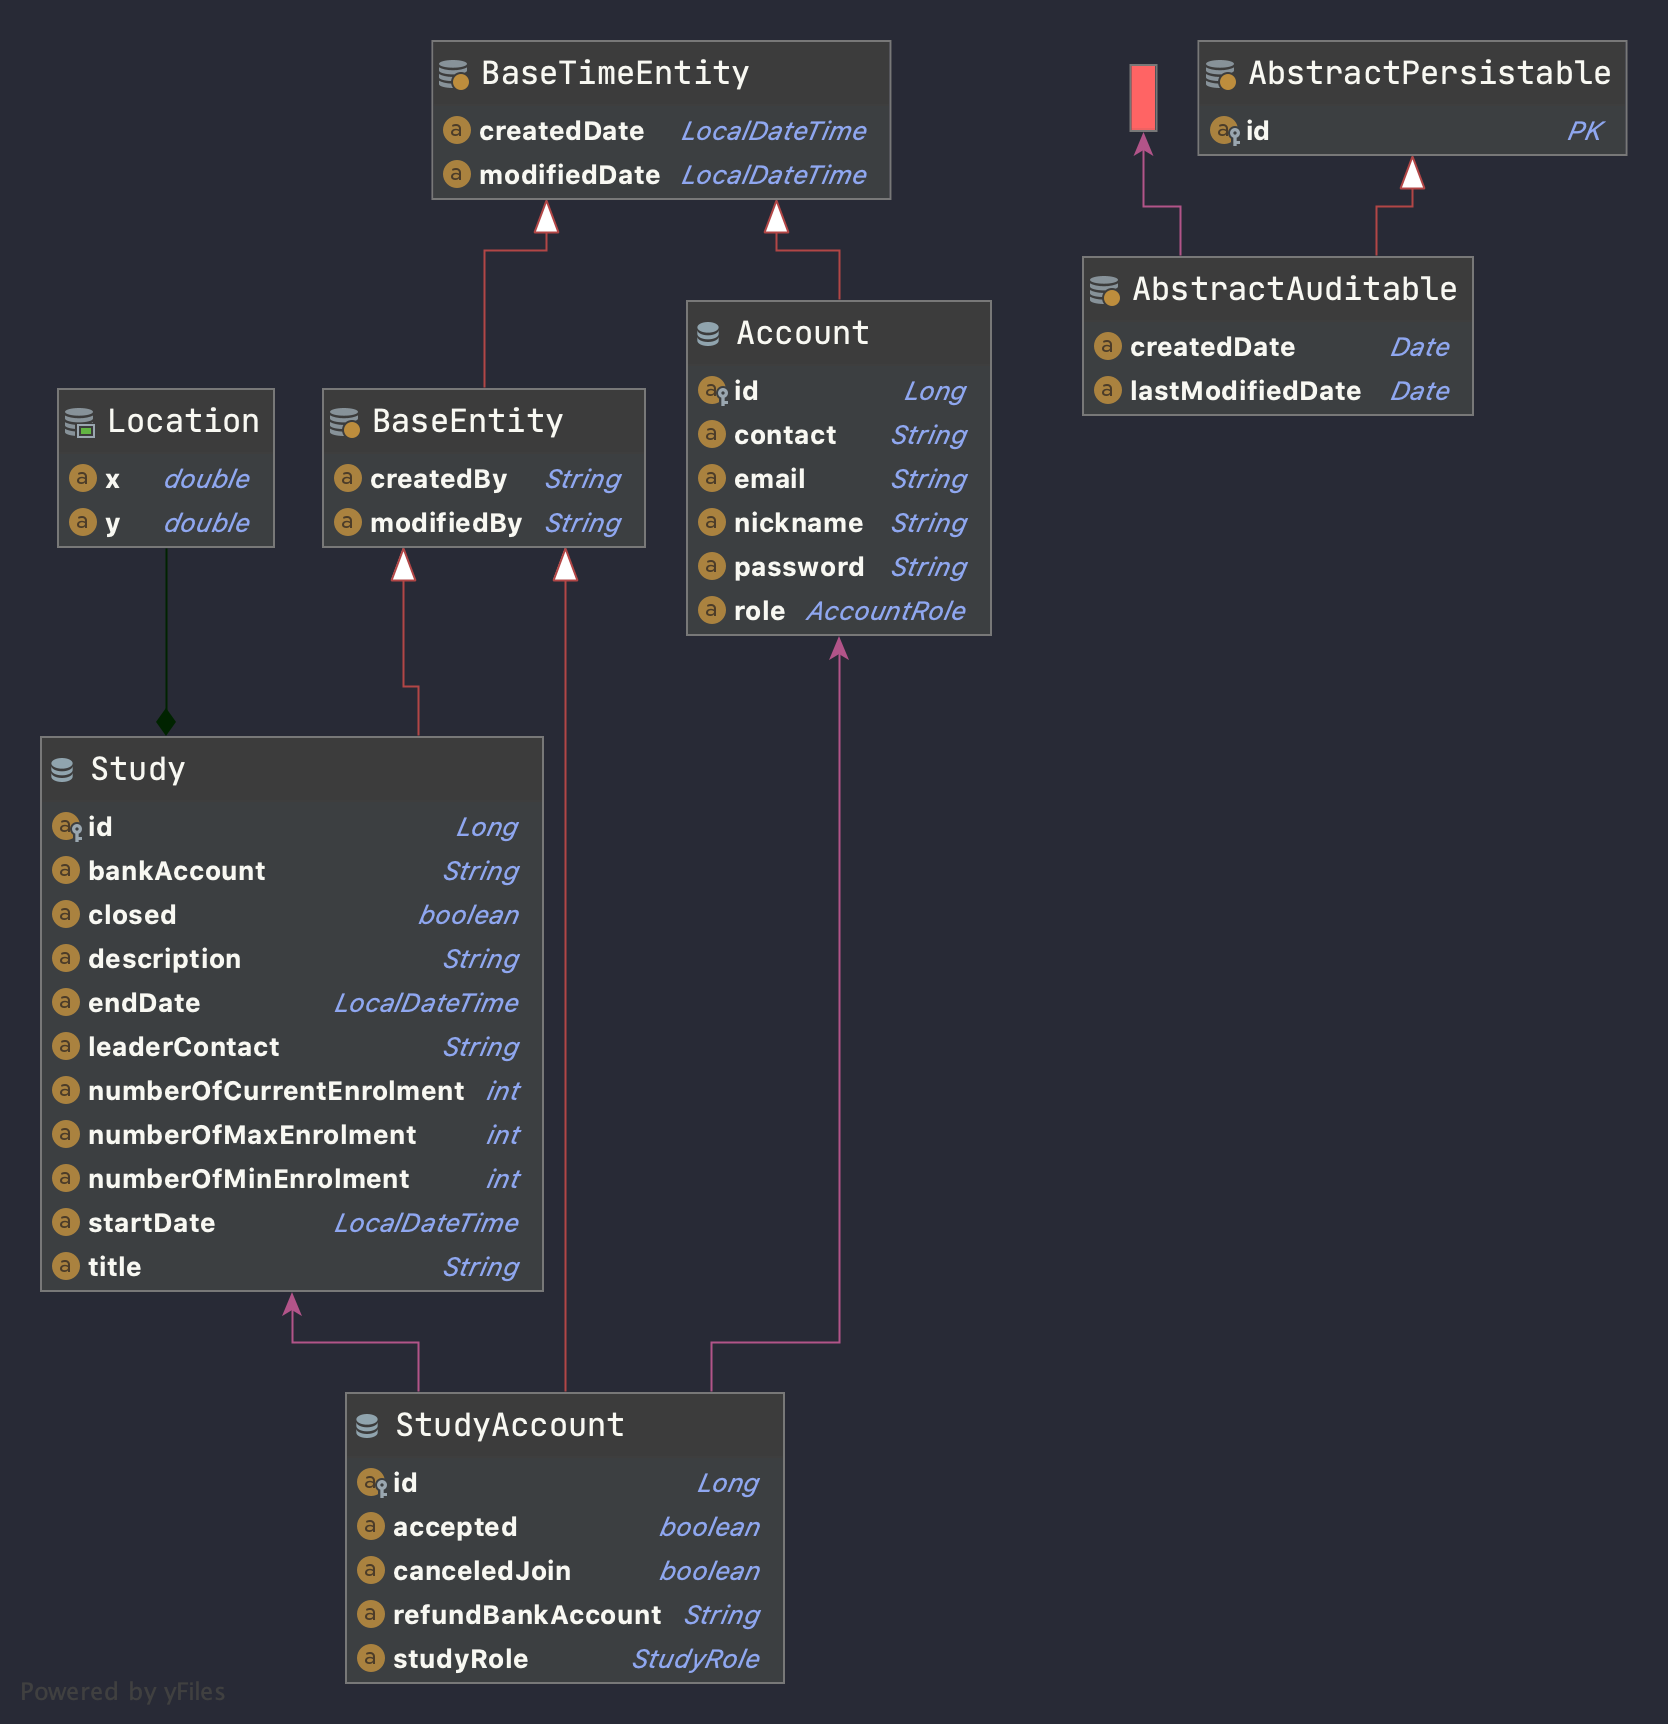 BaseTimeEntity
createdDate LocalDateTime
modifiedDate LocalDateTime
AbstractPersistable
id PK
AbstractAuditable
createdDate Date
lastModifiedDate Date
Account
id Long
contact String
email String
nickname String
password String
role AccountRole
Location
x double
y double
BaseEntity
createdBy String
modifiedBy String
Study
id Long
bankAccount String
closed boolean
description String
endDate LocalDateTime
leaderContact String
numberOfCurrentEnrolment int
numberOfMaxEnrolment int
numberOfMinEnrolment int
startDate LocalDateTime
title String
StudyAccount
id Long
accepted boolean
canceledJoin boolean
refundBankAccount String
studyRole StudyRole
Powered by yFiles